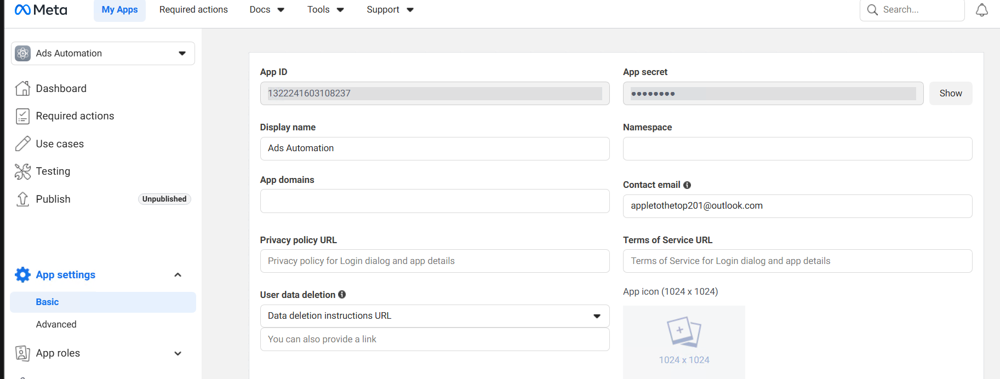 Meta
My Apps
Required actions
Docs
Tools
Support
Search...
Ads Automation
Dashboard
Required actions
Use cases
Testing
Publish
Unpublished
App settings
Basic
Advanced
App roles
App ID
1322241603108237
App secret
••••••••
Show
Display name
Ads Automation
Namespace
App domains
Contact email
appletothetop201@outlook.com
Privacy policy URL
Privacy policy for Login dialog and app details
Terms of Service URL
Terms of Service for Login dialog and app details
User data deletion
Data deletion instructions URL
You can also provide a link
App icon (1024 x 1024)
1024 x 1024